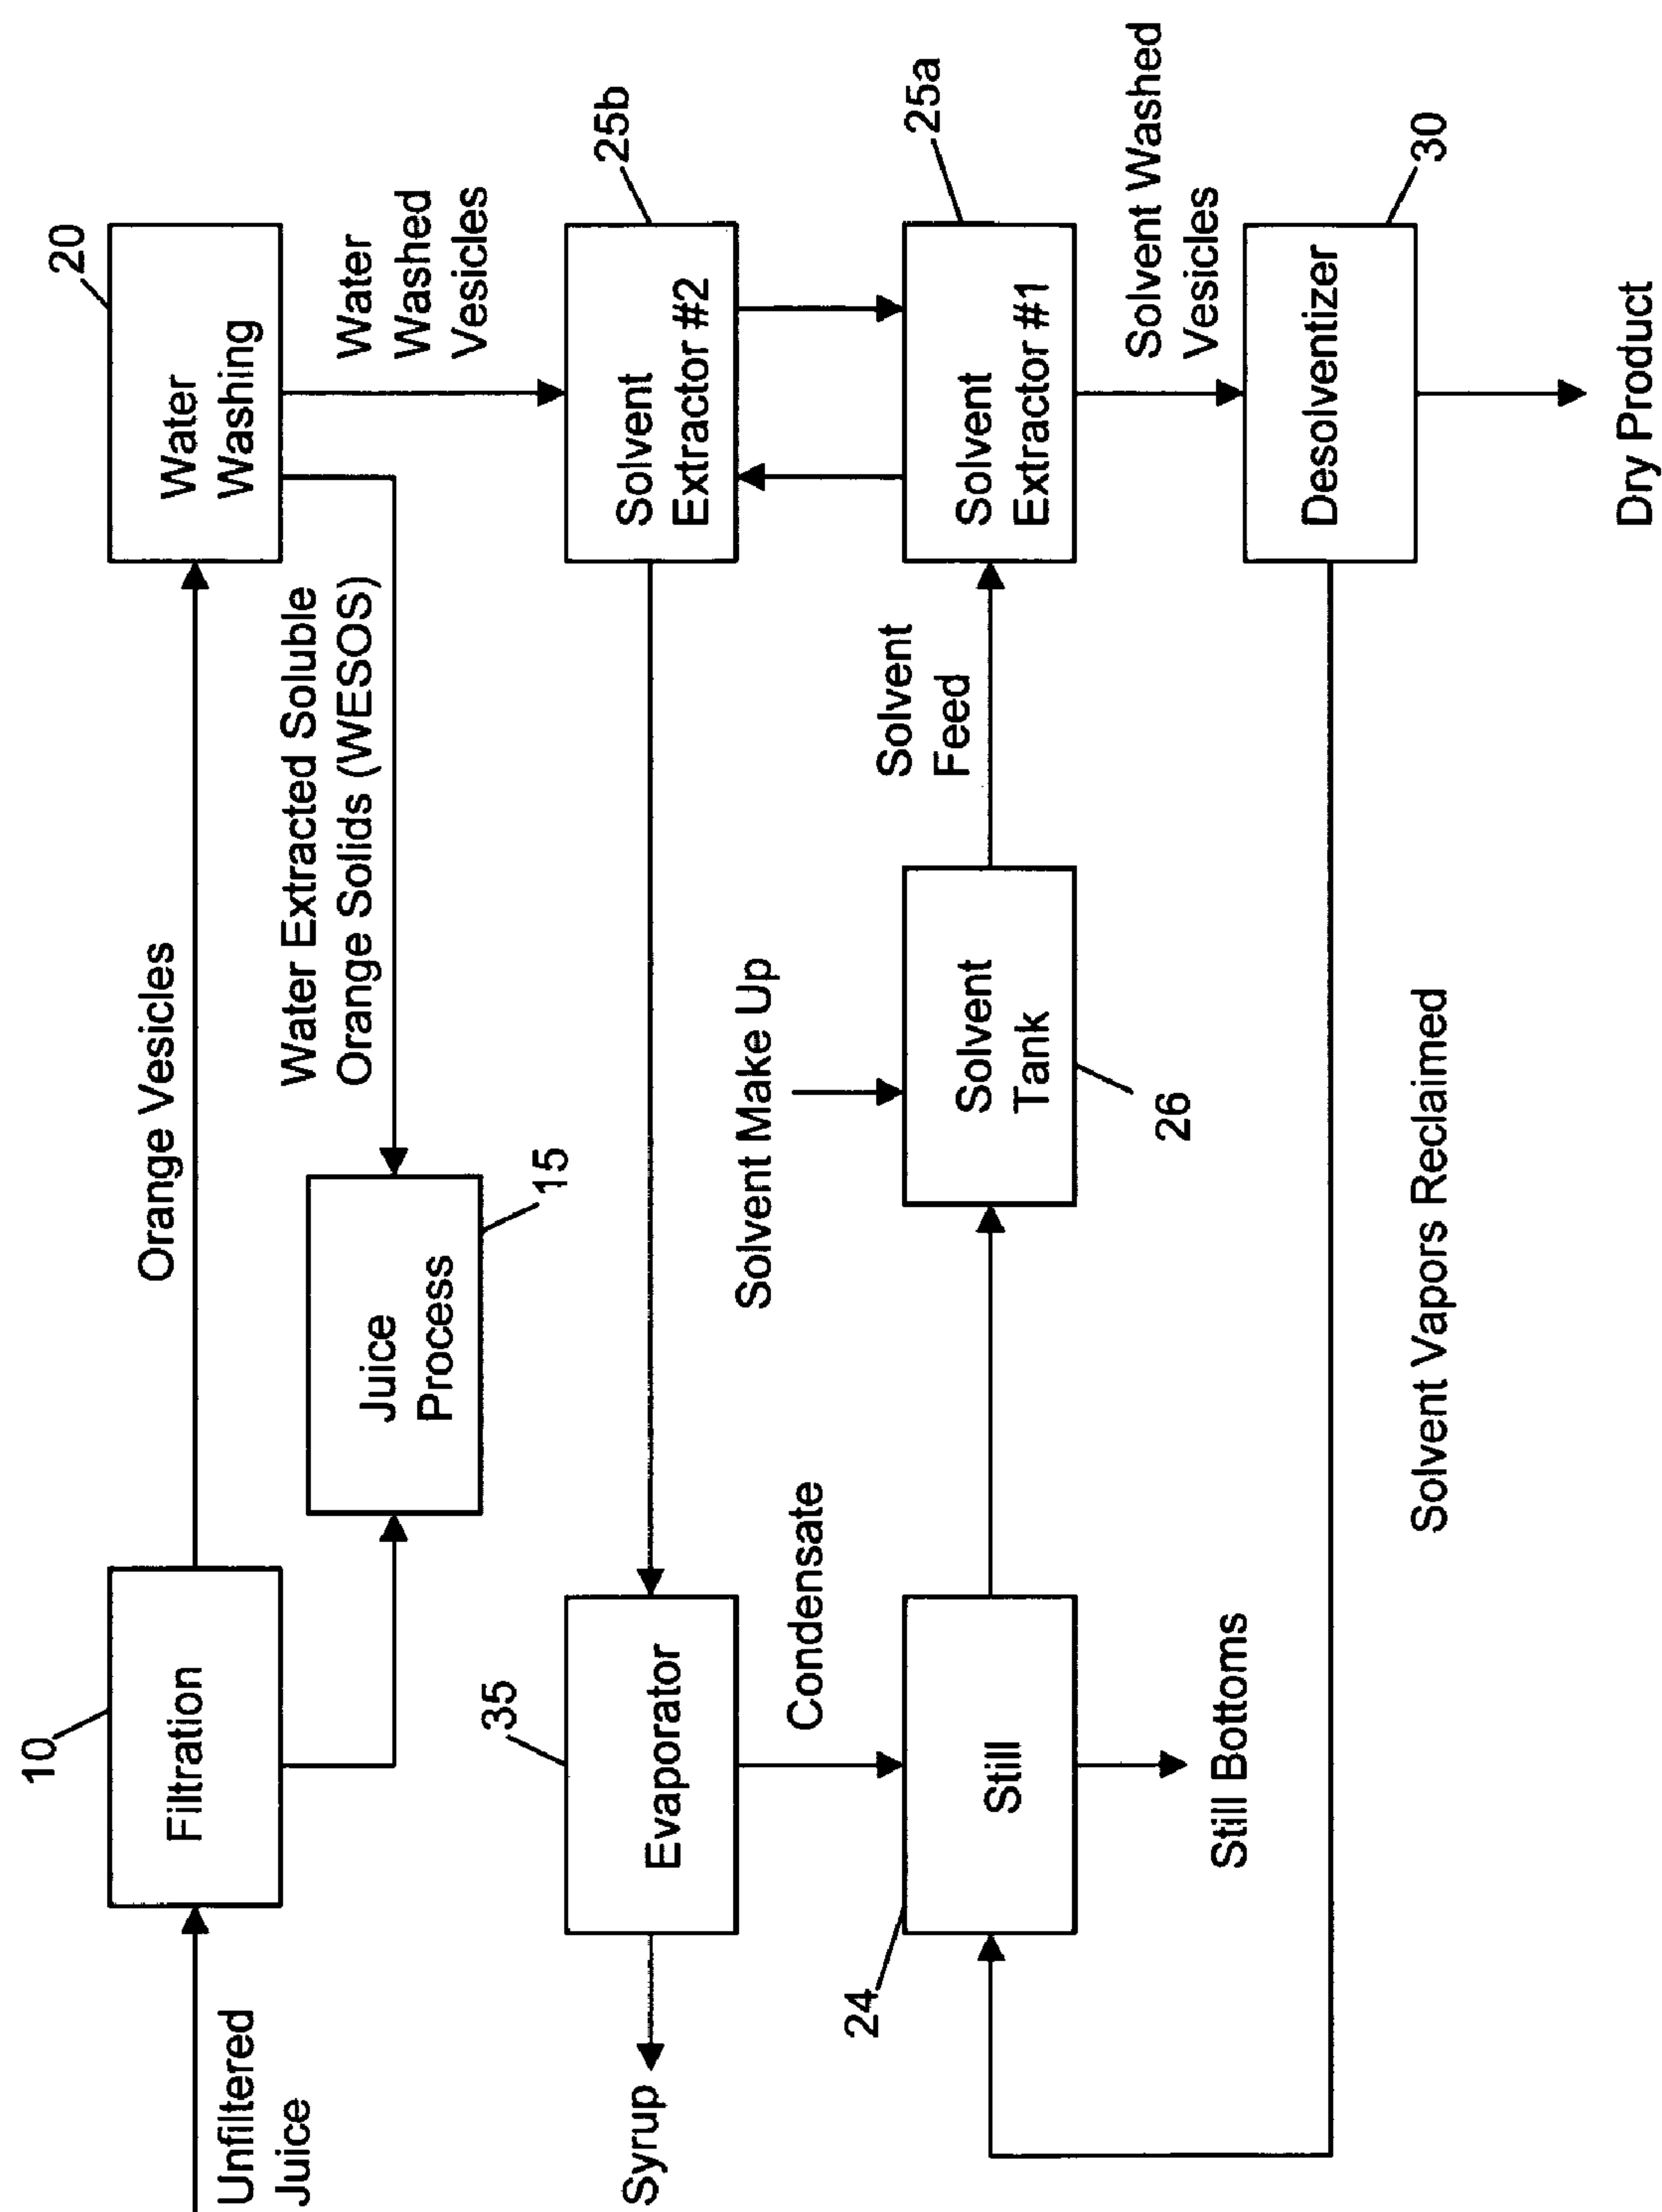 Unfiltered
Juice
10
Filtration
Orange Vesicles
20
Water
Washing
Water Extracted Soluble
Orange Solids (WESOS)
Juice
Process
15
Water
Washed
Vesicles
Syrup
35
Evaporator
25b
Solvent
Extractor #2
Condensate
Solvent Make Up
24
Still
Still Bottoms
Solvent
Tank
26
Solvent
Feed
25a
Solvent
Extractor #1
Solvent Washed
Vesicles
30
Desolventizer
Solvent Vapors Reclaimed
Dry Product